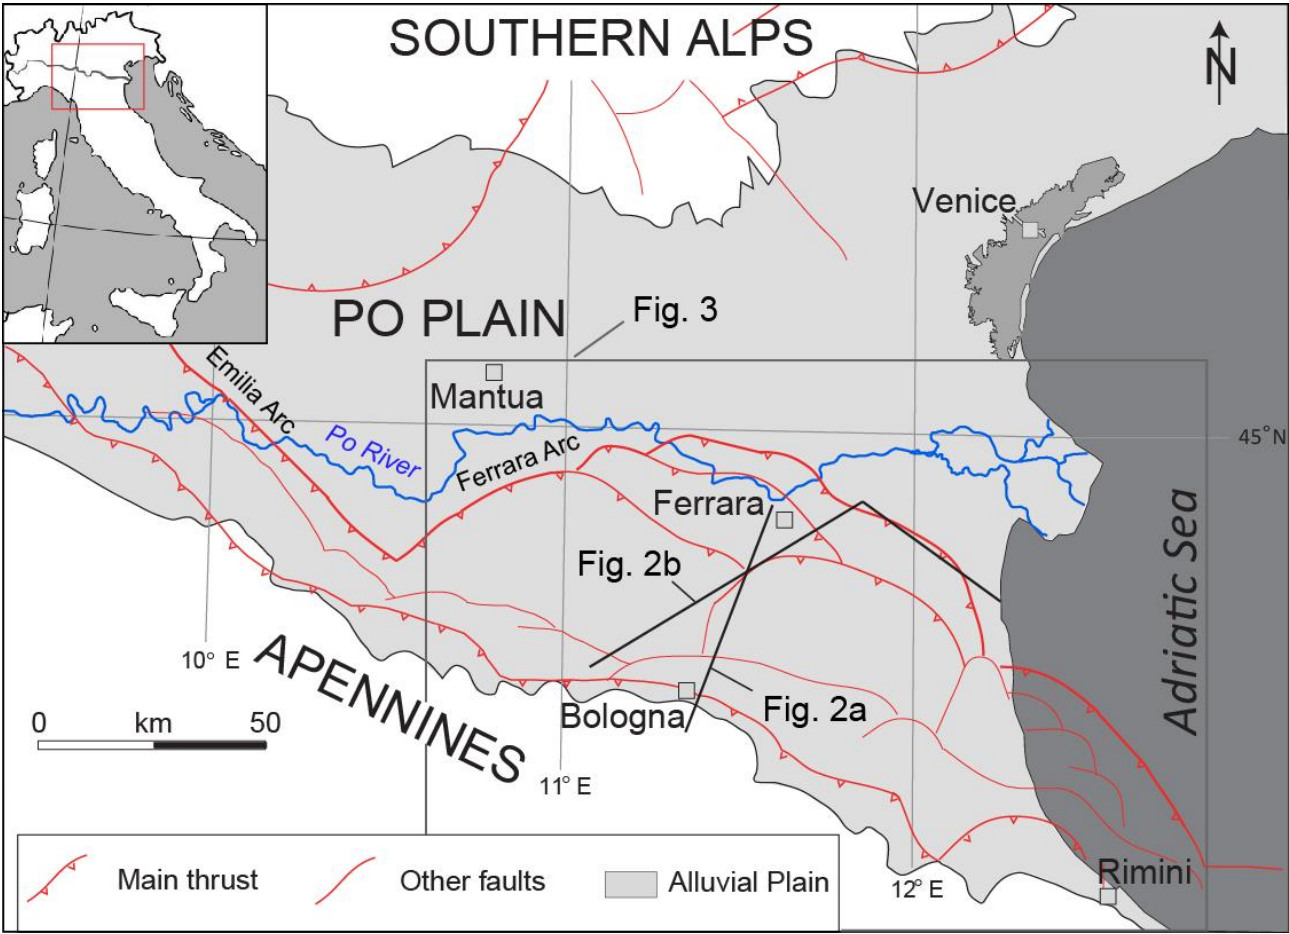 SOUTHERN ALPS
N
Venice
PO PLAIN
Fig. 3
Emilia Arc
Mantua
Po River
Ferrara Arc
45° N
Ferrara
Fig. 2b
Adriatic Sea
10° E
APENNINES
Bologna
Fig. 2a
0 km 50
11° E
12° E
Rimini
Main thrust
Other faults
Alluvial Plain